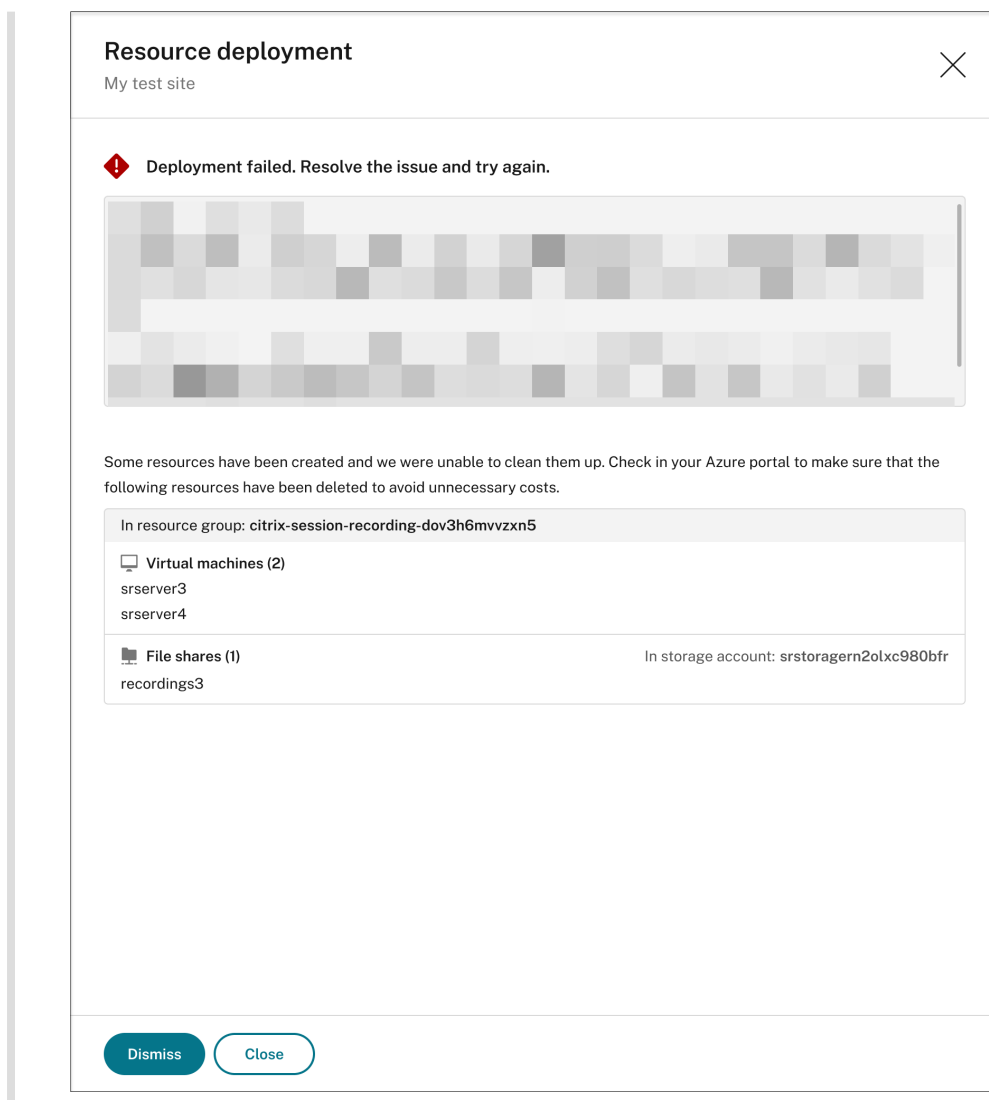 Resource deployment
My test site
Deployment failed. Resolve the issue and try again.
Some resources have been created and we were unable to clean them up. Check in your Azure portal to make sure that the
following resources have been deleted to avoid unnecessary costs.
In resource group: citrix-session-recording-dov3h6mvvzxn5
Virtual machines (2)
srserver3
srserver4
File shares (1) In storage account: srstoragern2olxc980bfr
recordings3
Dismiss Close